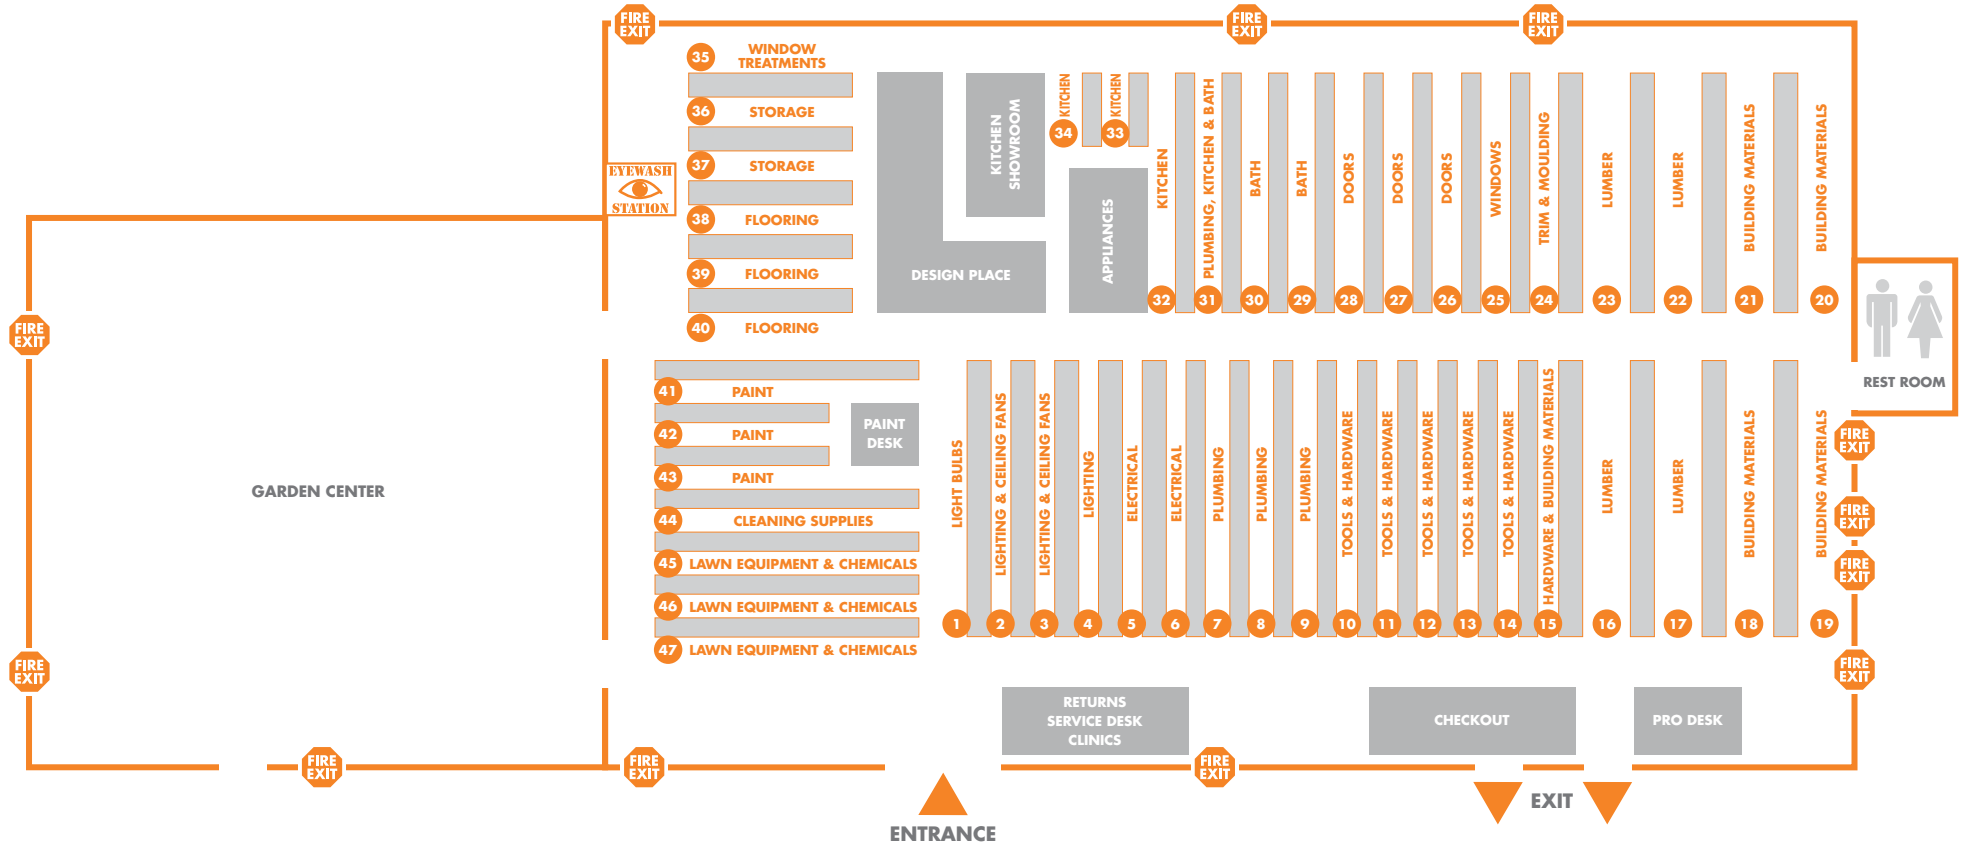 FIRE
EXIT
FIRE
EXIT
FIRE
EXIT
35 WINDOW
TREATMENTS
36 STORAGE
37 STORAGE
38 FLOORING
39 FLOORING
40 FLOORING
EYEWASH
STATION
KITCHEN
SHOWROOM
DESIGN PLACE
APPLIANCES
KITCHEN
34
KITCHEN
33
KITCHEN
32
PLUMBING, KITCHEN & BATH
31
BATH
30
BATH
29
DOORS
28
DOORS
27
DOORS
26
WINDOWS
25
TRIM & MOULDING
24
LUMBER
23
LUMBER
22
BUILDING MATERIALS
21
BUILDING MATERIALS
20
REST ROOM
FIRE
EXIT
GARDEN CENTER
FIRE
EXIT
FIRE
EXIT
41 PAINT
42 PAINT
43 PAINT
44 CLEANING SUPPLIES
45 LAWN EQUIPMENT & CHEMICALS
46 LAWN EQUIPMENT & CHEMICALS
47 LAWN EQUIPMENT & CHEMICALS
PAINT
DESK
LIGHT BULBS
1
LIGHTING & CEILING FANS
2
LIGHTING & CEILING FANS
3
LIGHTING
4
ELECTRICAL
5
ELECTRICAL
6
PLUMBING
7
PLUMBING
8
PLUMBING
9
TOOLS & HARDWARE
10
TOOLS & HARDWARE
11
TOOLS & HARDWARE
12
TOOLS & HARDWARE
13
TOOLS & HARDWARE
14
HARDWARE & BUILDING MATERIALS
15
LUMBER
16
LUMBER
17
BUILDING MATERIALS
18
BUILDING MATERIALS
19
FIRE
EXIT
FIRE
EXIT
FIRE
EXIT
FIRE
EXIT
RETURNS
SERVICE DESK
CLINICS
CHECKOUT
PRO DESK
FIRE
EXIT
FIRE
EXIT
ENTRANCE
EXIT
FIRE
EXIT